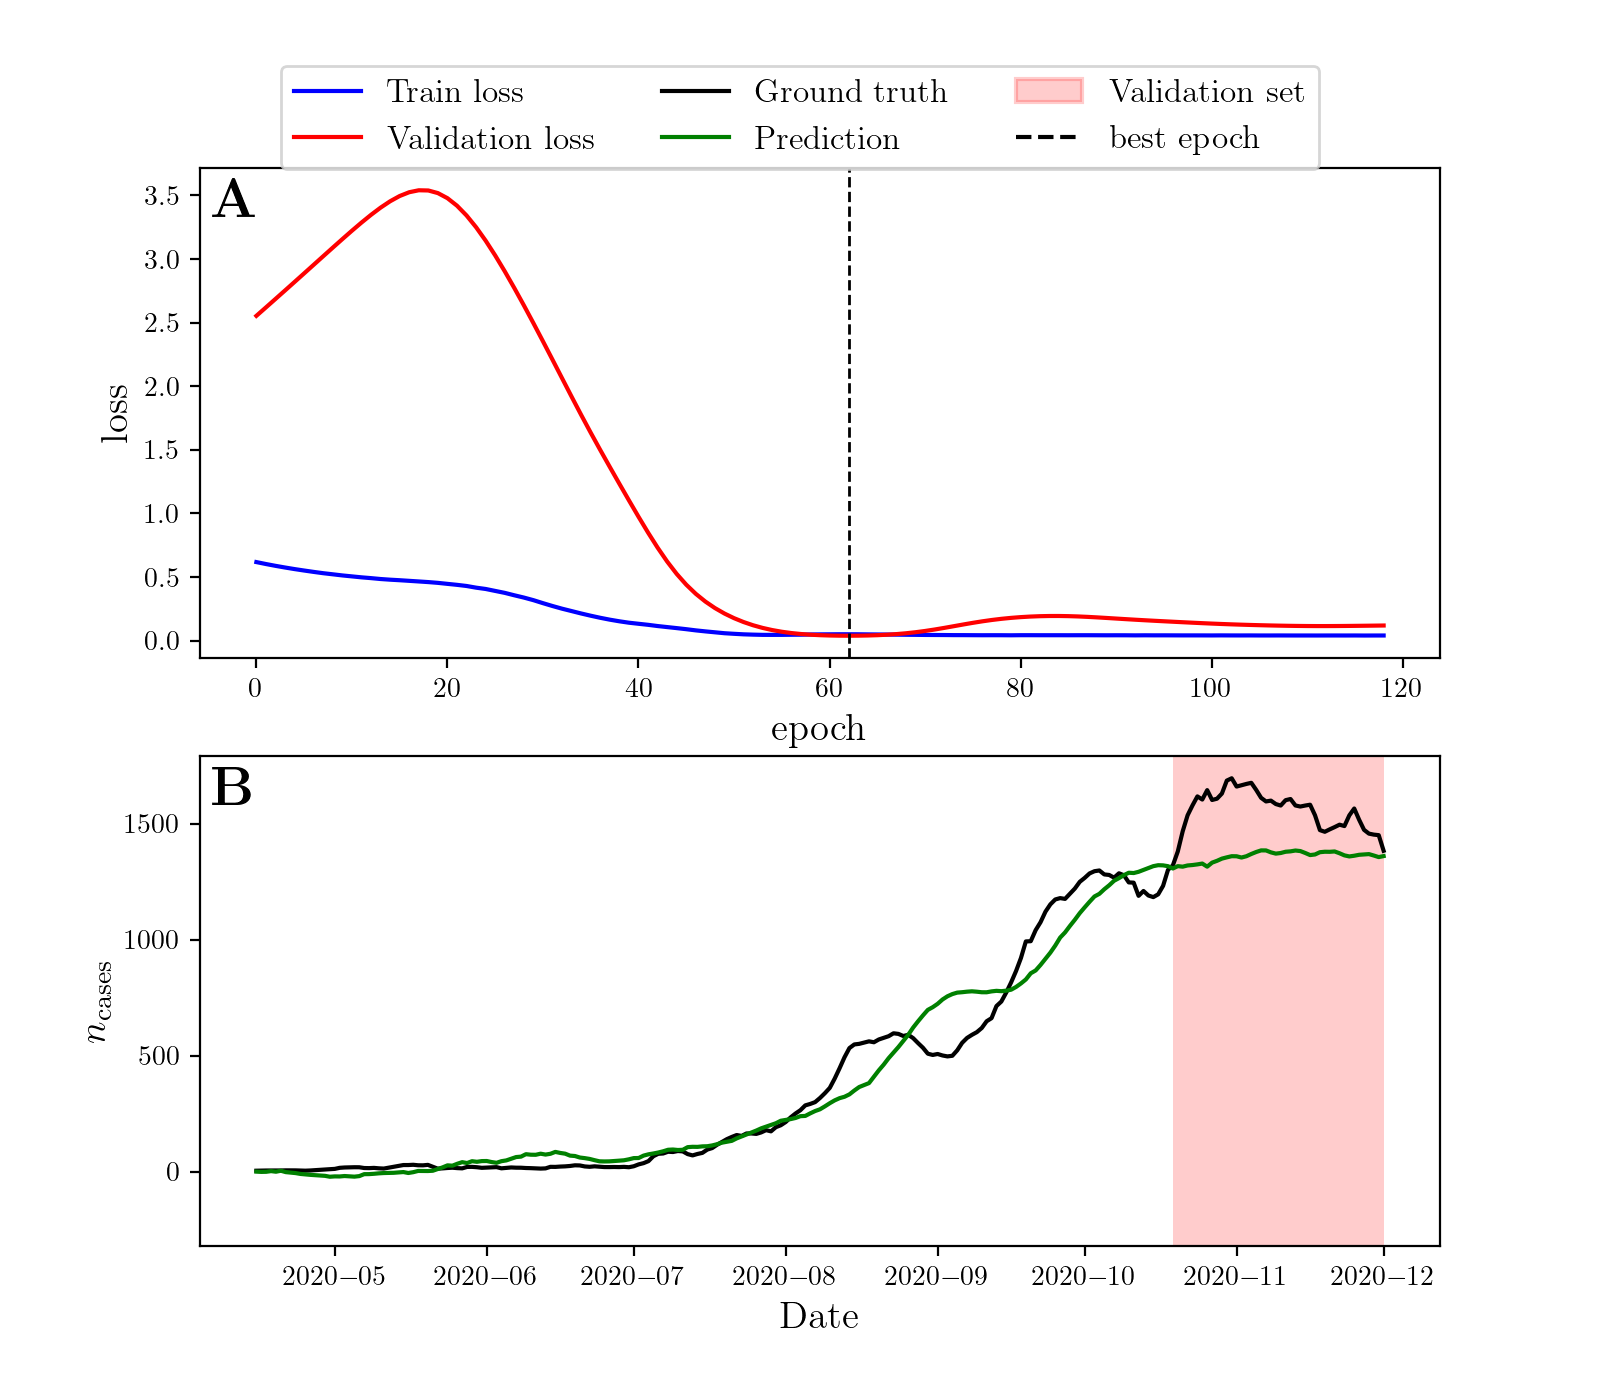 Train loss
Validation loss
Ground truth
Prediction
Validation set
best epoch
A
3.5
3.0
2.5
2.0
1.5
1.0
0.5
0.0
loss
0 20 40 60 80 100 120
epoch
B
1500
1000
500
0
n_cases
2020–05 2020–06 2020–07 2020–08 2020–09 2020–10 2020–11 2020–12
Date